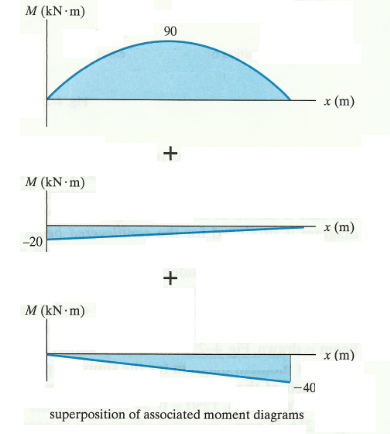 M (kN·m)
90
x (m)
+
M (kN·m)
x (m)
−20
+
M (kN·m)
x (m)
−40
superposition of associated moment diagrams